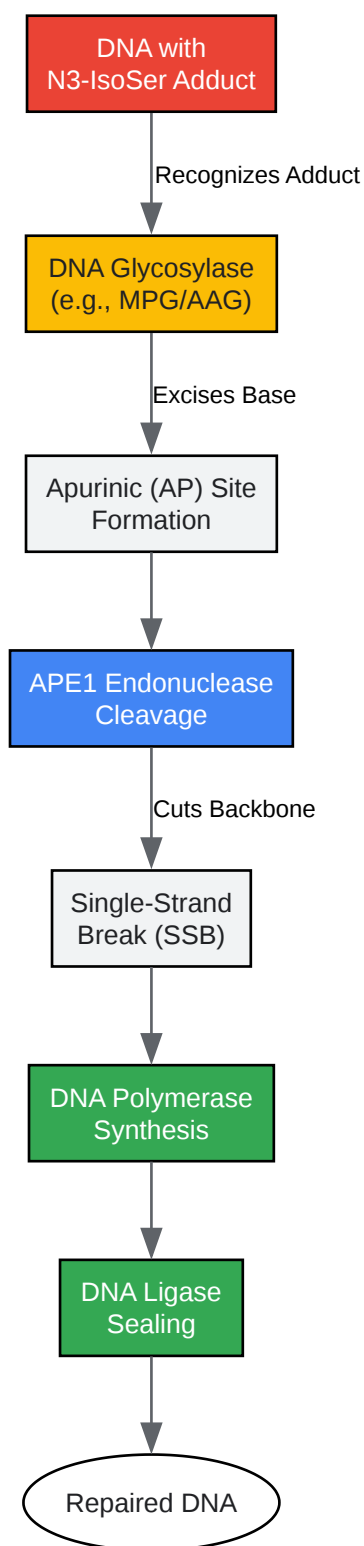 DNA with
N3-IsoSer Adduct
Recognizes Adduct
DNA Glycosylase
(e.g., MPG/AAG)
Excises Base
Apurinic (AP) Site
Formation
APE1 Endonuclease
Cleavage
Cuts Backbone
Single-Strand
Break (SSB)
DNA Polymerase
Synthesis
DNA Ligase
Sealing
Repaired DNA